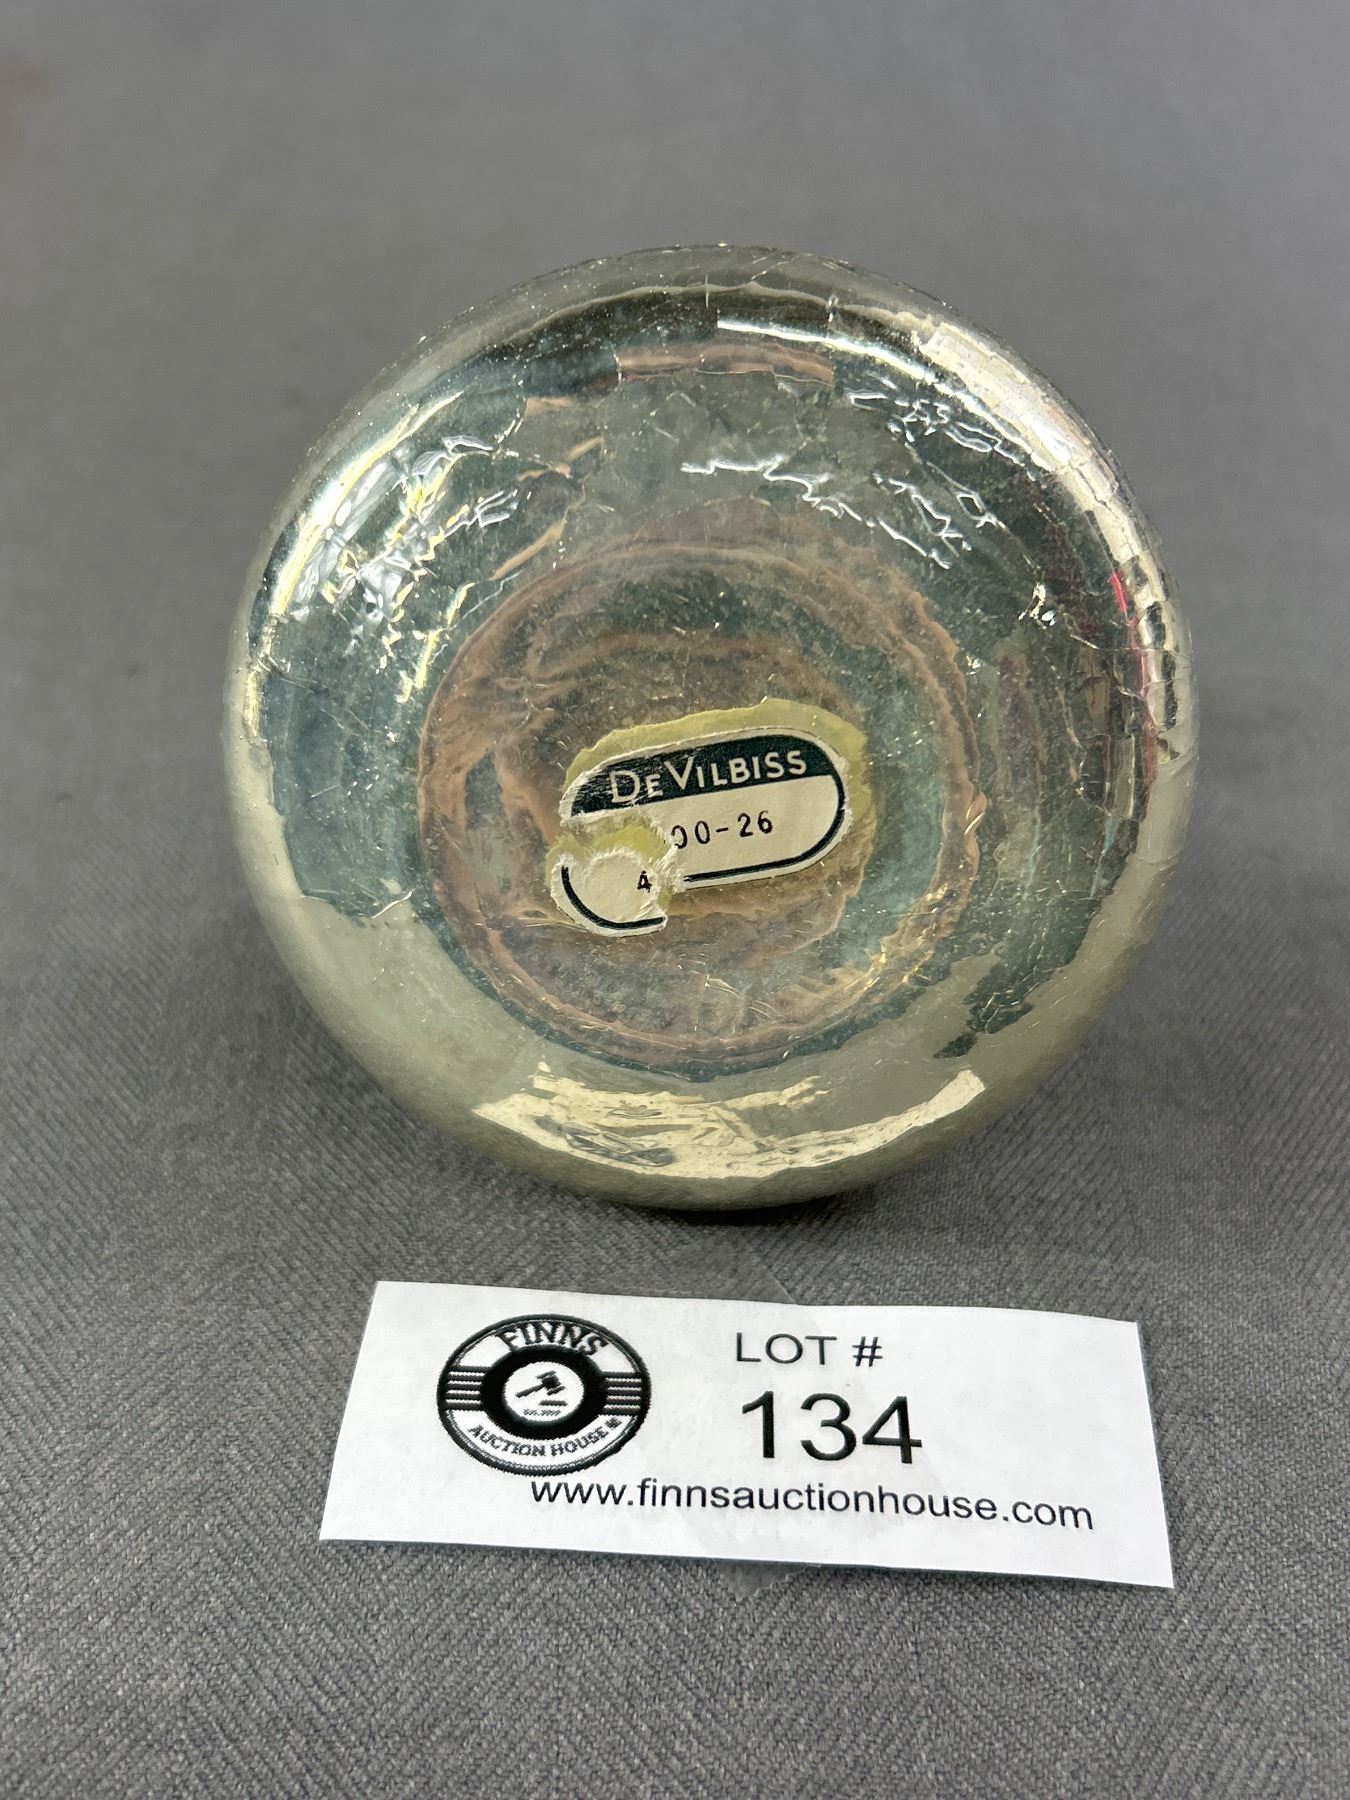 DEVILBISS
00-26
4
FINNS
AUCTION HOUSE
LOT #
134
www.finnsauctionhouse.com